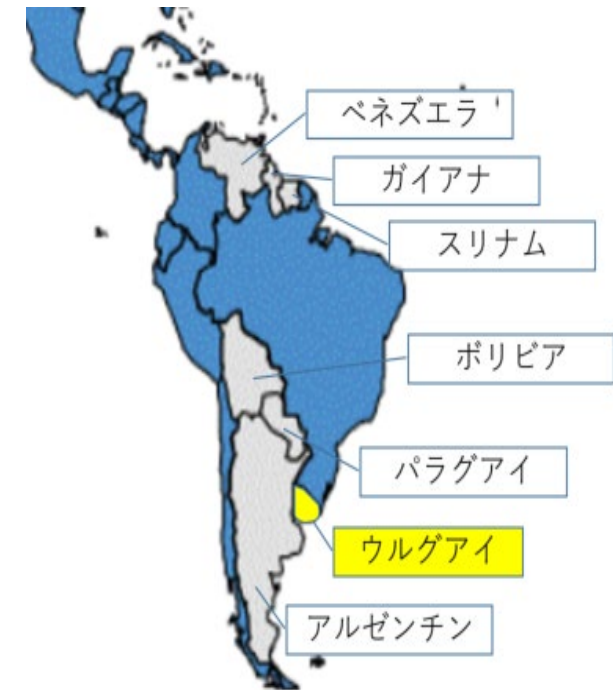 ベネズエラ
ガイアナ
スリナム
ボリビア
パラグアイ
ウルグアイ
アルゼンチン